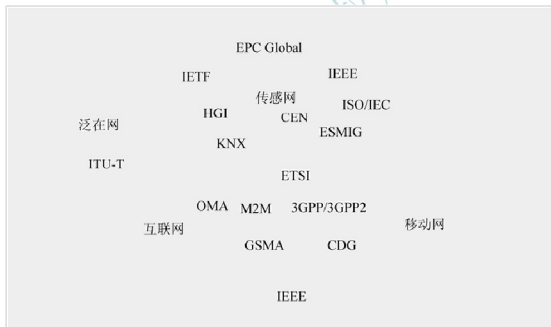 EPC Global
IETF
IEEE
传感网
ISO/IEC
HGI
CEN
泛在网
ESMIG
KNX
ITU-T
ETSI
OMA
M2M
3GPP/3GPP2
互联网
移动网
GSMA
CDG
IEEE